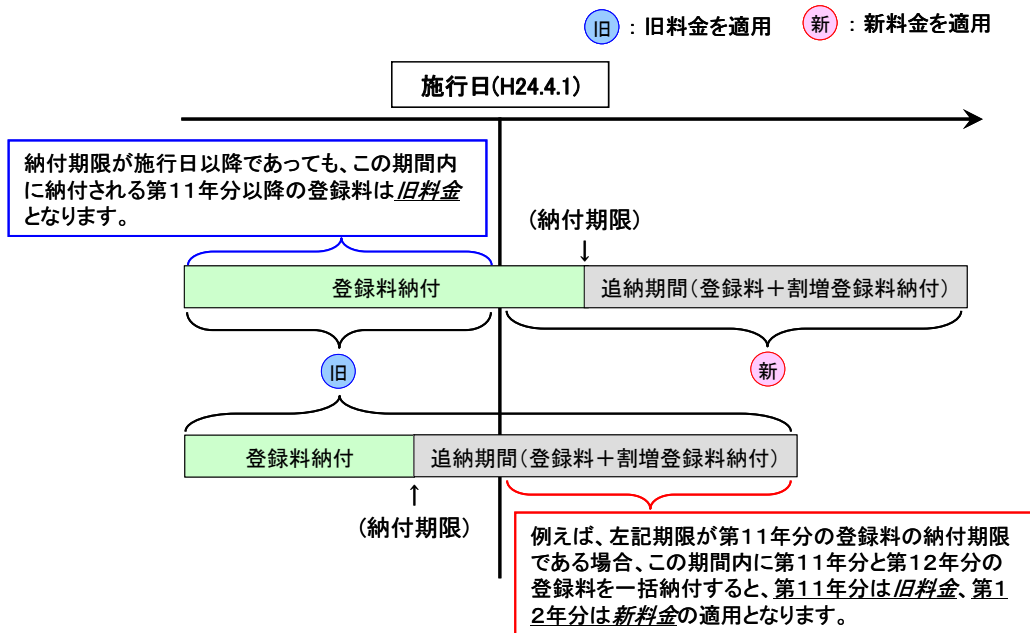 旧：旧料金を適用　新：新料金を適用
施行日(H24.4.1)
納付期限が施行日以降であっても、この期間内
に納付される第11年分以降の登録料は旧料金
となります。
(納付期限)
↓
登録料納付　追納期間(登録料＋割増登録料納付)
旧　新
登録料納付　追納期間(登録料＋割増登録料納付)
↑
(納付期限)
例えば、左記期限が第11年分の登録料の納付期限
である場合、この期間内に第11年分と第12年分の
登録料を一括納付すると、第11年分は旧料金、第1
2年分は新料金の適用となります。